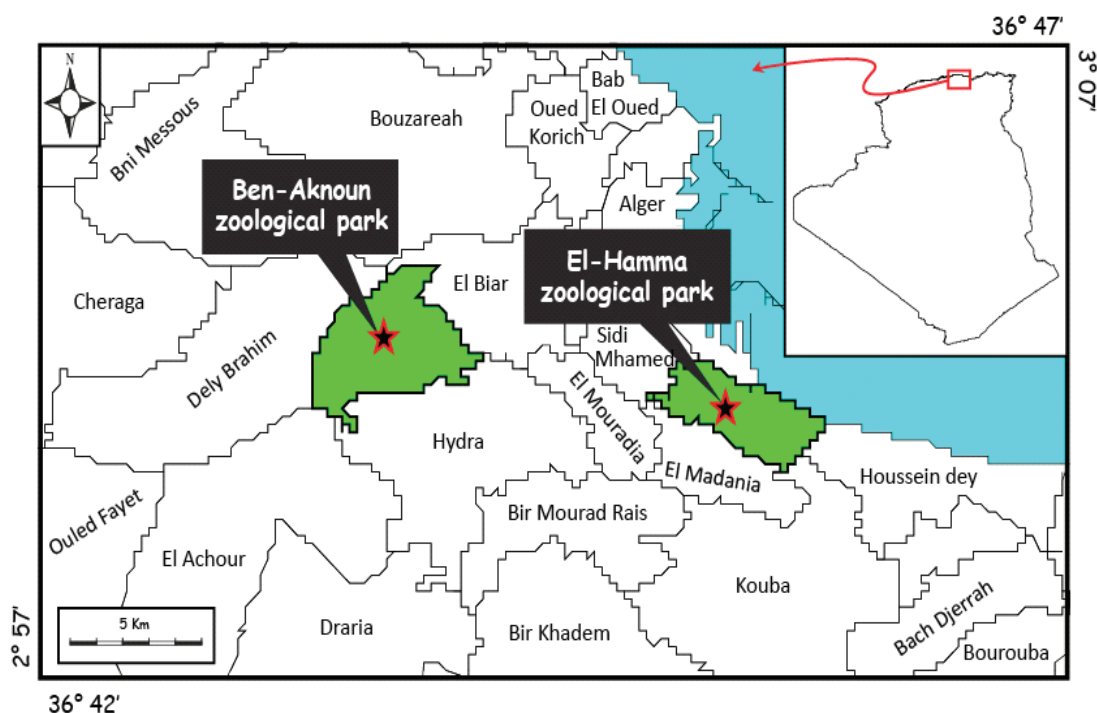 36° 47'
3° 07'
N
Bab
El Oued
Oued
Korich
Bouzareah
Bni Messous
Ben-Aknoun
zoological park
Alger
El-Hamma
zoological park
El Biar
Cheraga
Dely Brahim
Sidi
Mhamed
El Mouradia
Hydra
El Madania
Houssein dey
Ouled Fayet
Bir Mourad Rais
El Achour
Kouba
Bach Djerrah
5 Km
Draria
Bir Khadem
Bourouba
2° 57'
36° 42'